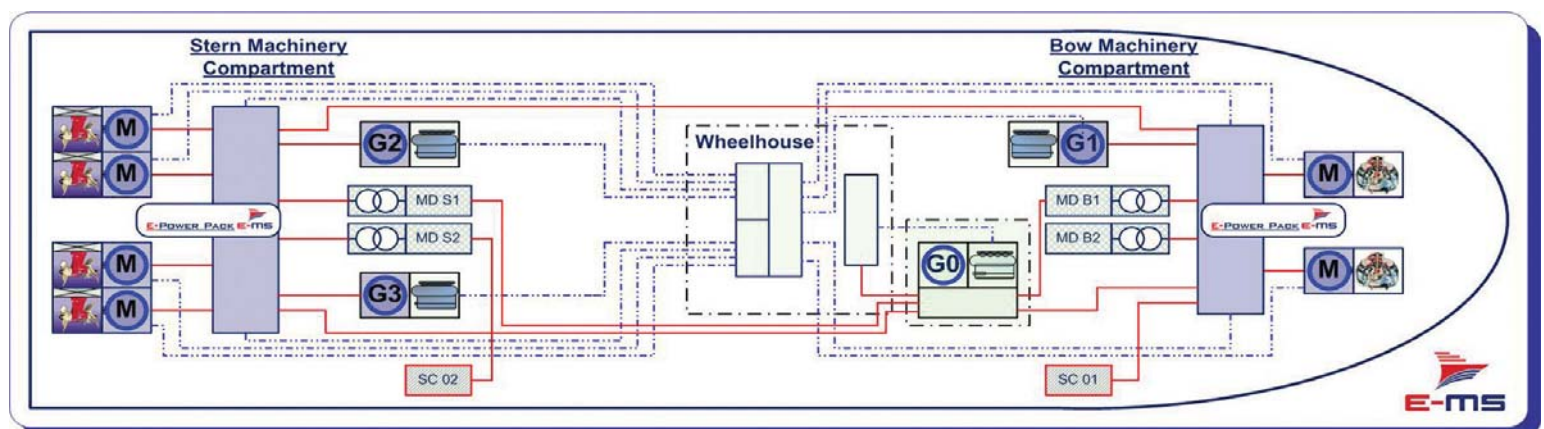 Stern Machinery
Compartment
Bow Machinery
Compartment
M
M
M
M
G2
MD S1
MD S2
E-POWER PACK E-MS
G3
SC 02
Wheelhouse
G0
G1
MD B1
MD B2
E-POWER PACK E-MS
M
M
SC 01
E-MS